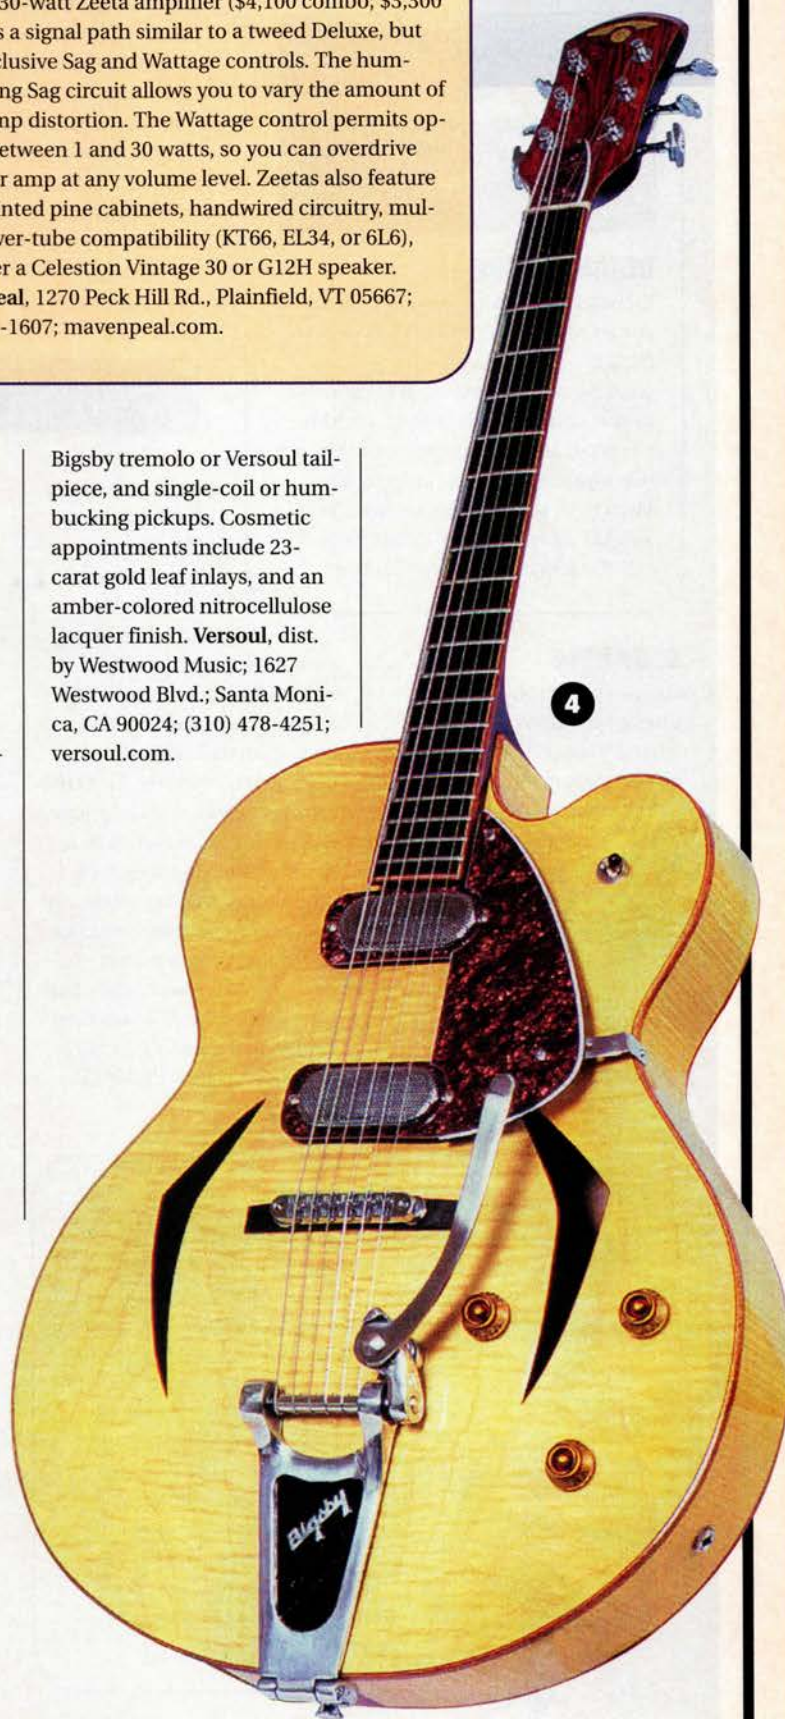 30-watt Zeeta amplifier ($4,100 combo; $3,300
s a signal path similar to a tweed Deluxe, but
clusive Sag and Wattage controls. The hum-
ng Sag circuit allows you to vary the amount of
mp distortion. The Wattage control permits op-
etween 1 and 30 watts, so you can overdrive
r amp at any volume level. Zeetas also feature
nted pine cabinets, handwired circuitry, mul-
ver-tube compatibility (KT66, EL34, or 6L6),
er a Celestion Vintage 30 or G12H speaker.
eal, 1270 Peck Hill Rd., Plainfield, VT 05667;
-1607; mavenpeal.com.
Bigsby tremolo or Versoul tail-
piece, and single-coil or hum-
bucking pickups. Cosmetic
appointments include 23-
carat gold leaf inlays, and an
amber-colored nitrocellulose
lacquer finish. Versoul, dist.
by Westwood Music; 1627
Westwood Blvd.; Santa Moni-
ca, CA 90024; (310) 478-4251;
versoul.com.
4
Bigsby